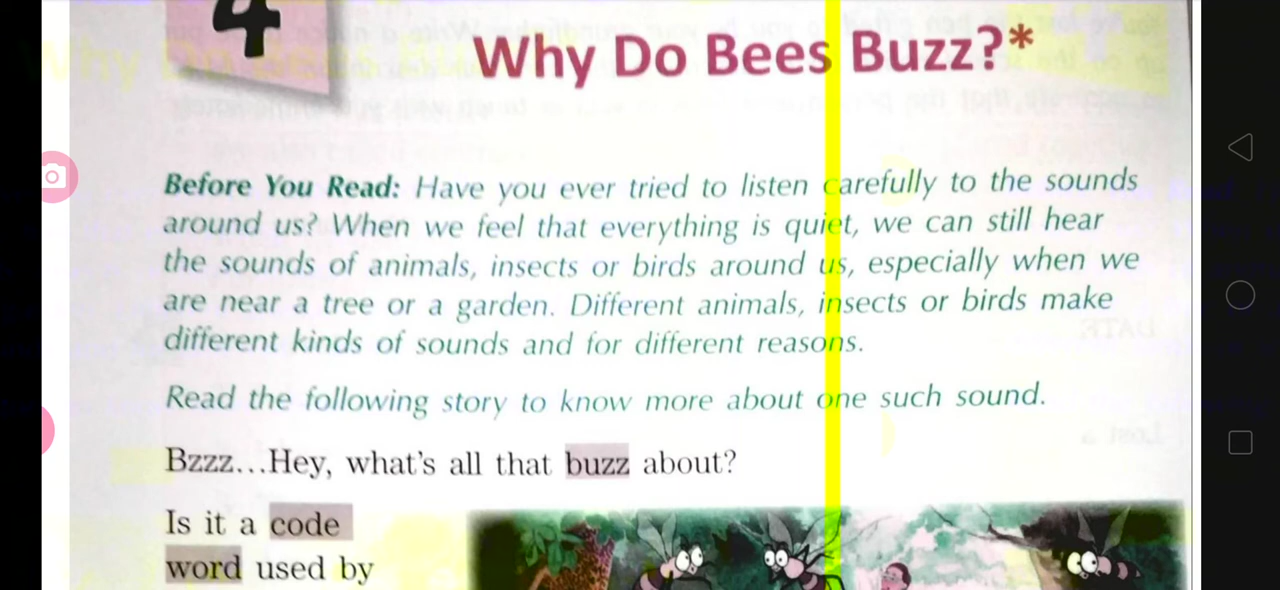 4
Why Do Bees Buzz?*
Before You Read: Have you ever tried to listen carefully to the sounds
around us? When we feel that everything is quiet, we can still hear
the sounds of animals, insects or birds around us, especially when we
are near a tree or a garden. Different animals, insects or birds make
different kinds of sounds and for different reasons.
Read the following story to know more about one such sound.
Bzzz...Hey, what's all that buzz about?
Is it a code
word used by